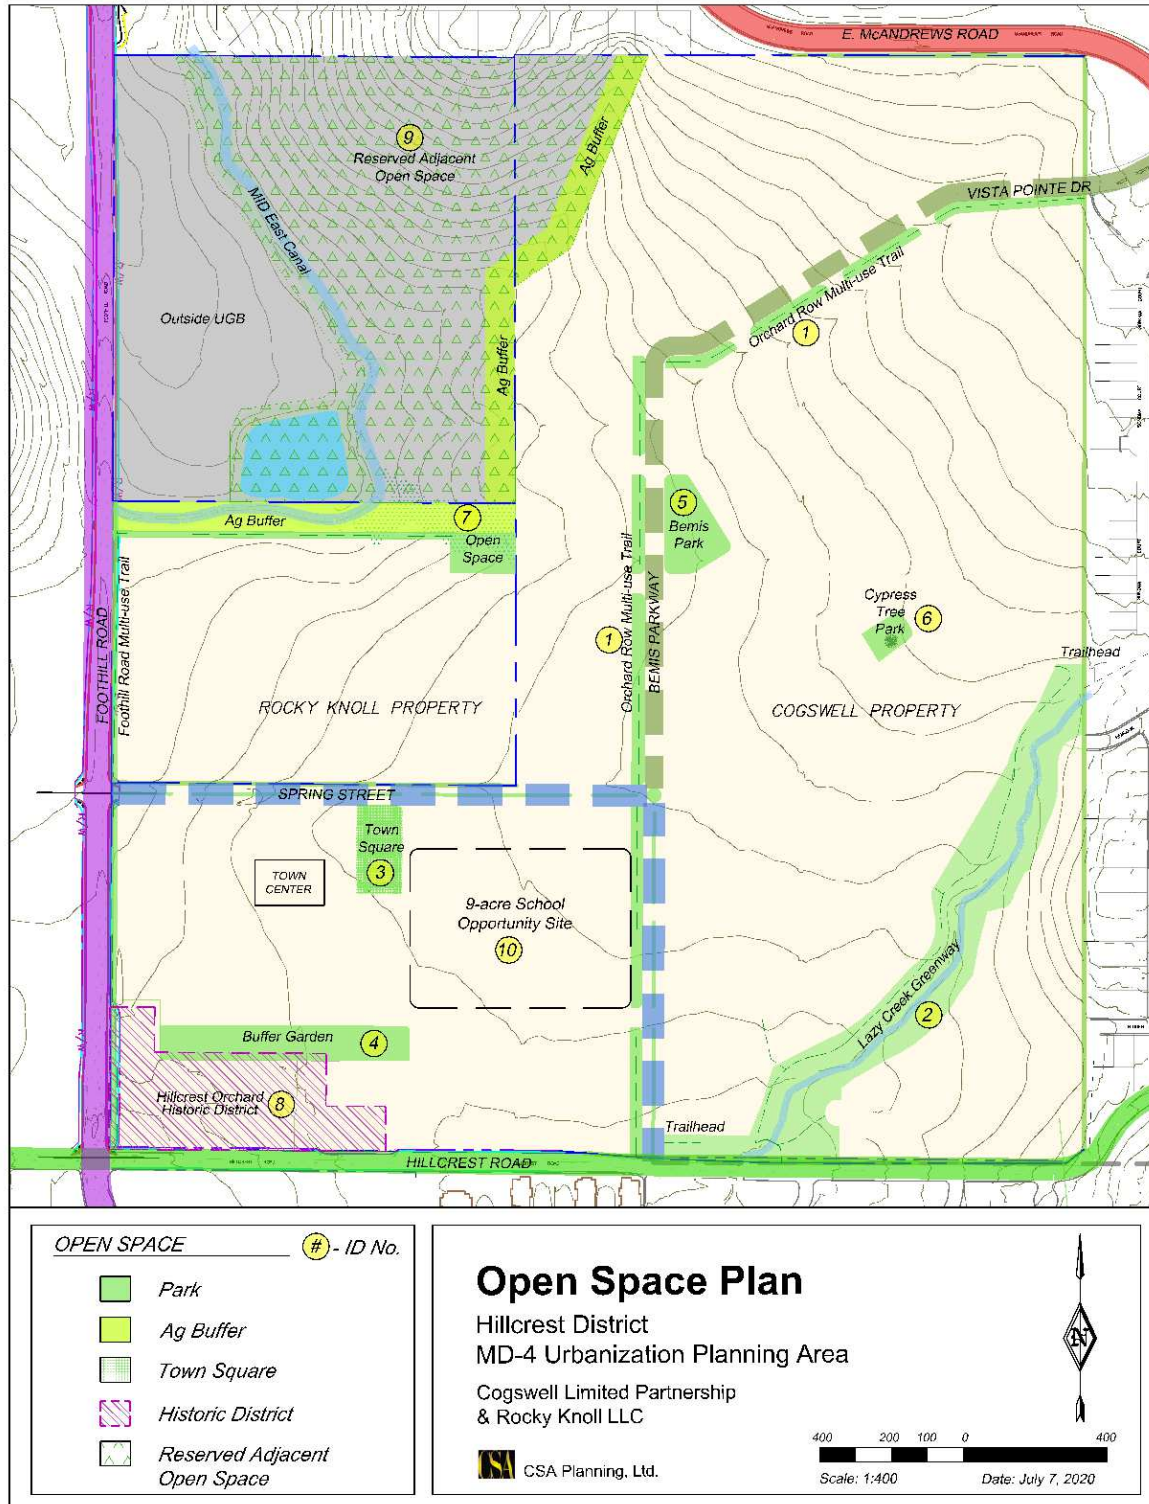 E. McANDREWS ROAD
9
Reserved Adjacent
Open Space
Ag Buffer
VISTA POINTE DR
MID East Canal
Orchard Row Multi-use Trail
1
Outside UGB
Ag Buffer
5
Bemis
Park
7
Ag Buffer
Open
Space
Foothill Road Multi-use Trail
FOOTHILL ROAD
Orchard Row Multi-use Trail
1
BEMIS PARKWAY
Cypress
Tree
Park
6
Trailhead
ROCKY KNOLL PROPERTY
COGSWELL PROPERTY
SPRING STREET
Town
Square
3
TOWN
CENTER
9-acre School
Opportunity Site
10
Lazy Creek Greenway
2
Buffer Garden
4
Hillcrest Orchard
Historic District
8
Trailhead
HILLCREST ROAD
OPEN SPACE
# - ID No.
Park
Ag Buffer
Town Square
Historic District
Reserved Adjacent
Open Space
Open Space Plan
Hillcrest District
MD-4 Urbanization Planning Area
Cogswell Limited Partnership
& Rocky Knoll LLC
CSA
CSA Planning, Ltd.
N
400 200 100 0 400
Scale: 1:400
Date: July 7, 2020